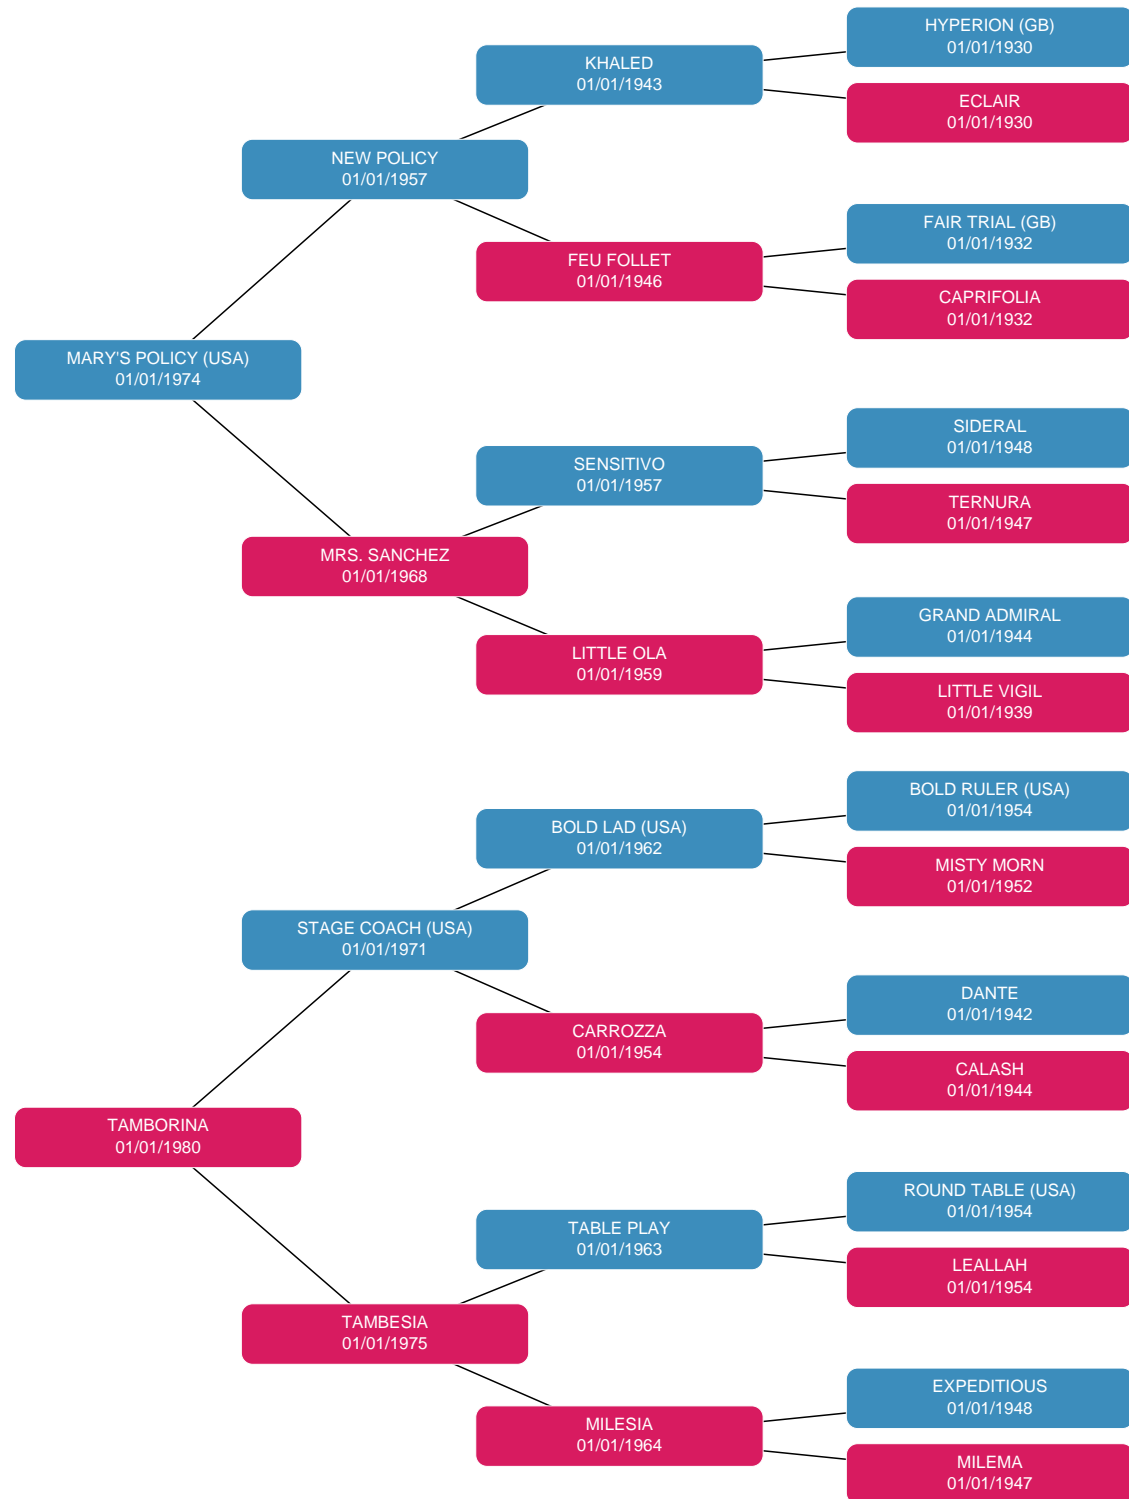 HYPERION (GB)
01/01/1930
KHALED
01/01/1943
ECLAIR
01/01/1930
NEW POLICY
01/01/1957
FAIR TRIAL (GB)
01/01/1932
FEU FOLLET
01/01/1946
CAPRIFOLIA
01/01/1932
MARY'S POLICY (USA)
01/01/1974
SIDERAL
01/01/1948
SENSITIVO
01/01/1957
TERNURA
01/01/1947
MRS. SANCHEZ
01/01/1968
GRAND ADMIRAL
01/01/1944
LITTLE OLA
01/01/1959
LITTLE VIGIL
01/01/1939
BOLD RULER (USA)
01/01/1954
BOLD LAD (USA)
01/01/1962
MISTY MORN
01/01/1952
STAGE COACH (USA)
01/01/1971
DANTE
01/01/1942
CARROZZA
01/01/1954
CALASH
01/01/1944
TAMBORINA
01/01/1980
ROUND TABLE (USA)
01/01/1954
TABLE PLAY
01/01/1963
LEALLAH
01/01/1954
TAMBESIA
01/01/1975
EXPEDITIOUS
01/01/1948
MILESIA
01/01/1964
MILEMA
01/01/1947